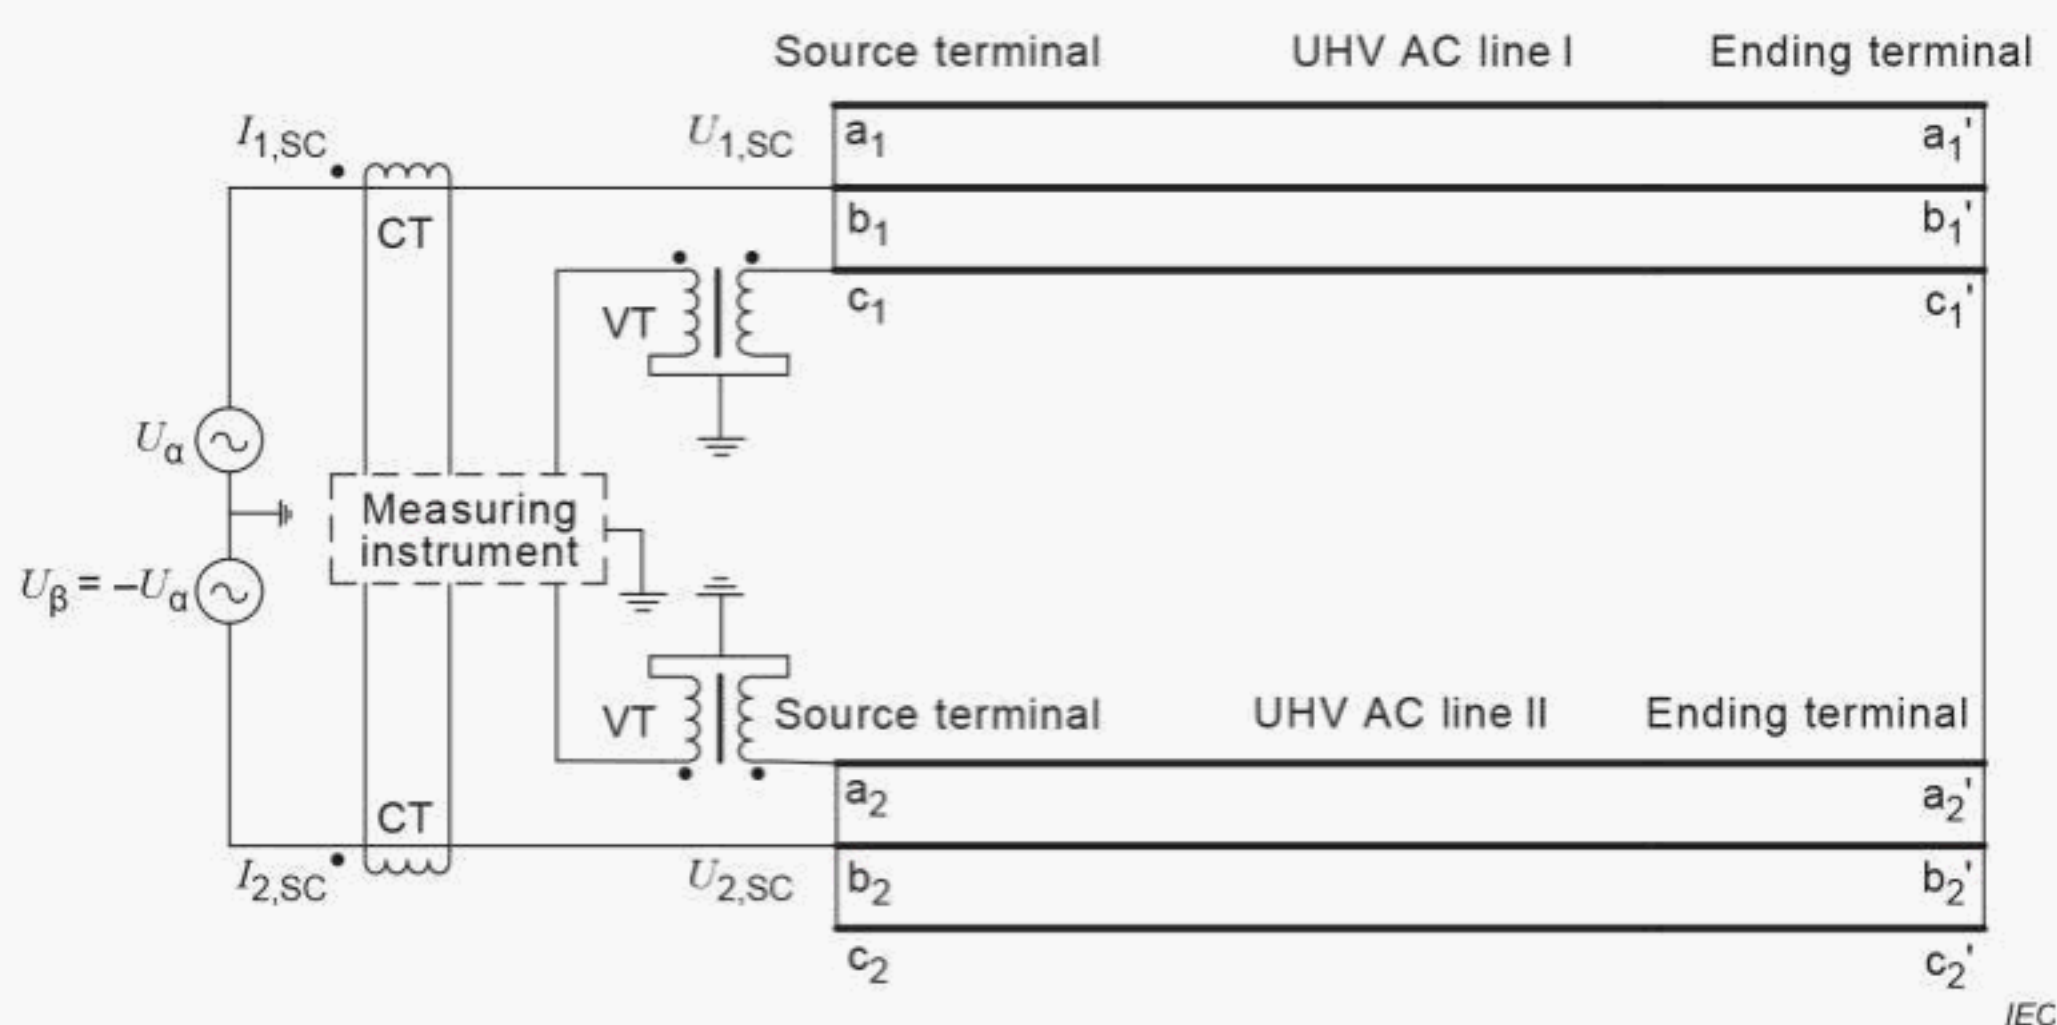 Source terminal UHV AC line I Ending terminal
I1,SC U1,SC a1 a1'
CT b1 b1'
VT c1 c1'
Uα
Measuring
instrument
Uβ = –Uα
VT Source terminal UHV AC line II Ending terminal
a2 a2'
CT
I2,SC U2,SC b2 b2'
c2 c2'
IEC